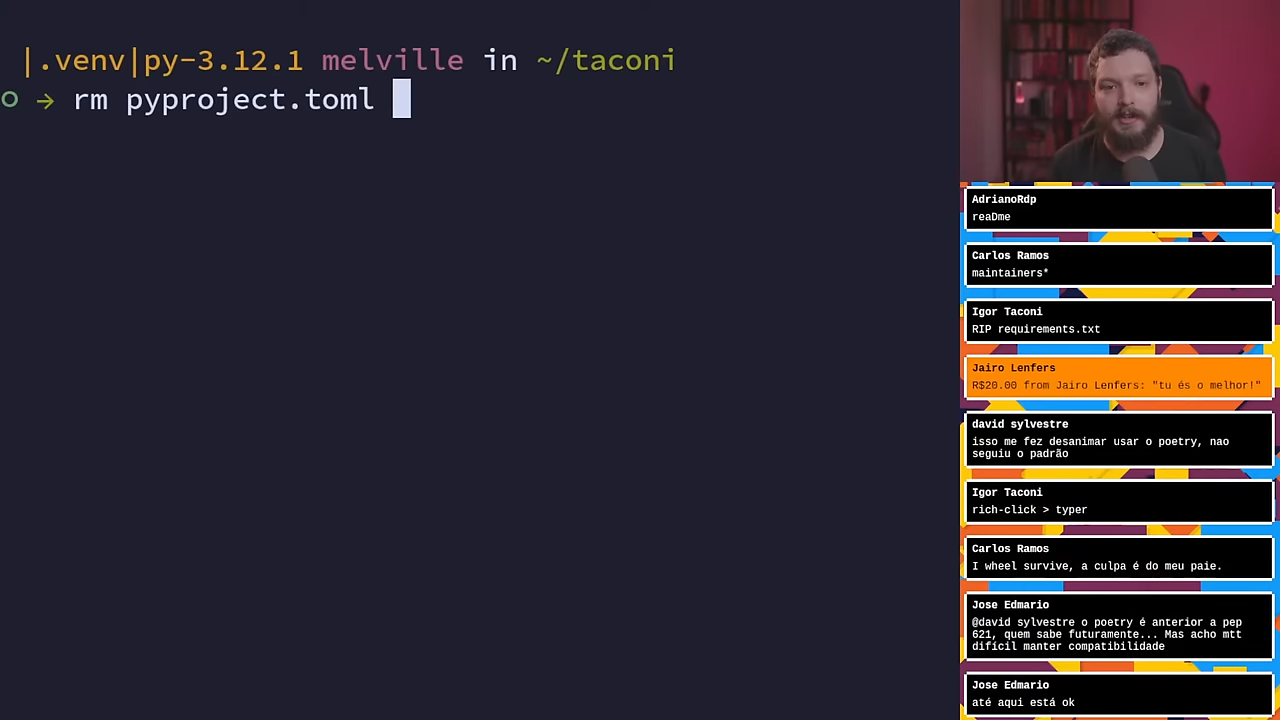 |.venv|py-3.12.1 melville in ~/taconi
○ → rm pyproject.toml
AdrianoRdp
reaDme
Carlos Ramos
maintainers*
Igor Taconi
RIP requirements.txt
Jairo Lenfers
R$20.00 from Jairo Lenfers: "tu és o melhor!"
david sylvestre
isso me fez desanimar usar o poetry, nao
seguiu o padrão
Igor Taconi
rich-click > typer
Carlos Ramos
I wheel survive, a culpa é do meu paie.
Jose Edmario
@david sylvestre o poetry é anterior a pep
621, quem sabe futuramente... Mas acho mtt
difícil manter compatibilidade
Jose Edmario
até aqui está ok